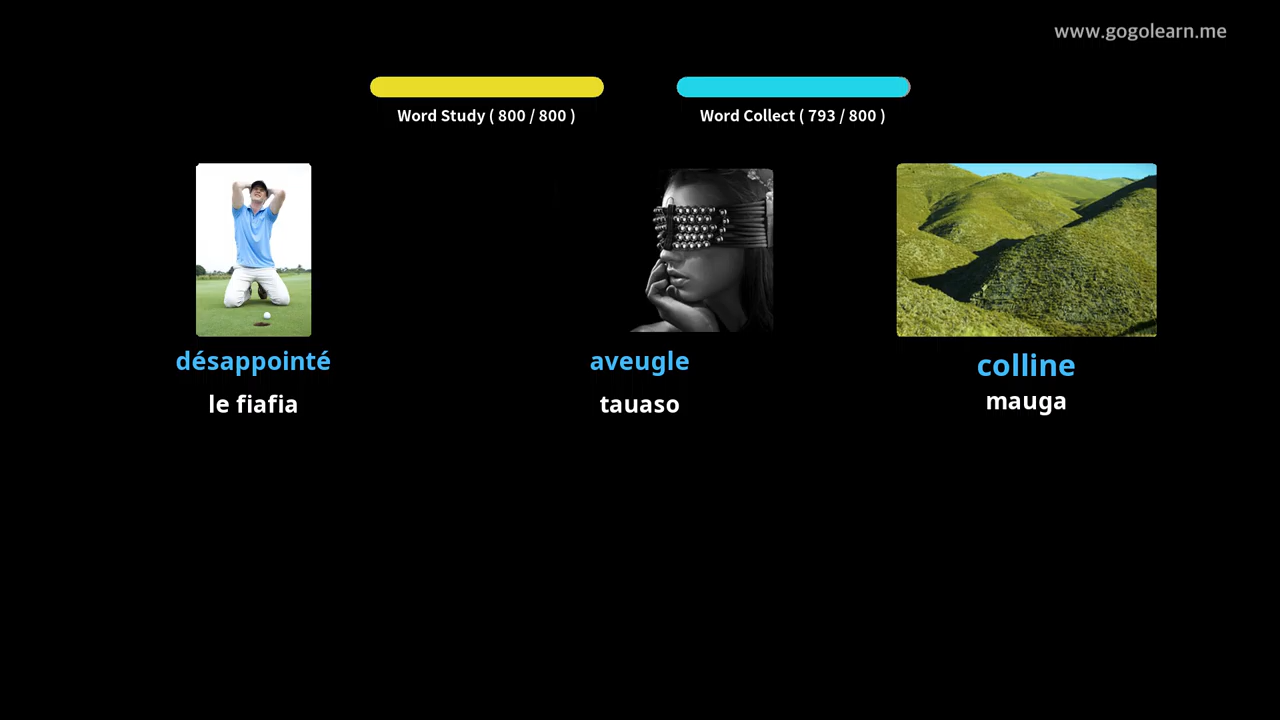 www.gogolearn.me
Word Study ( 800 / 800 )
Word Collect ( 793 / 800 )
désappointé
le fiafia
aveugle
tauaso
colline
mauga